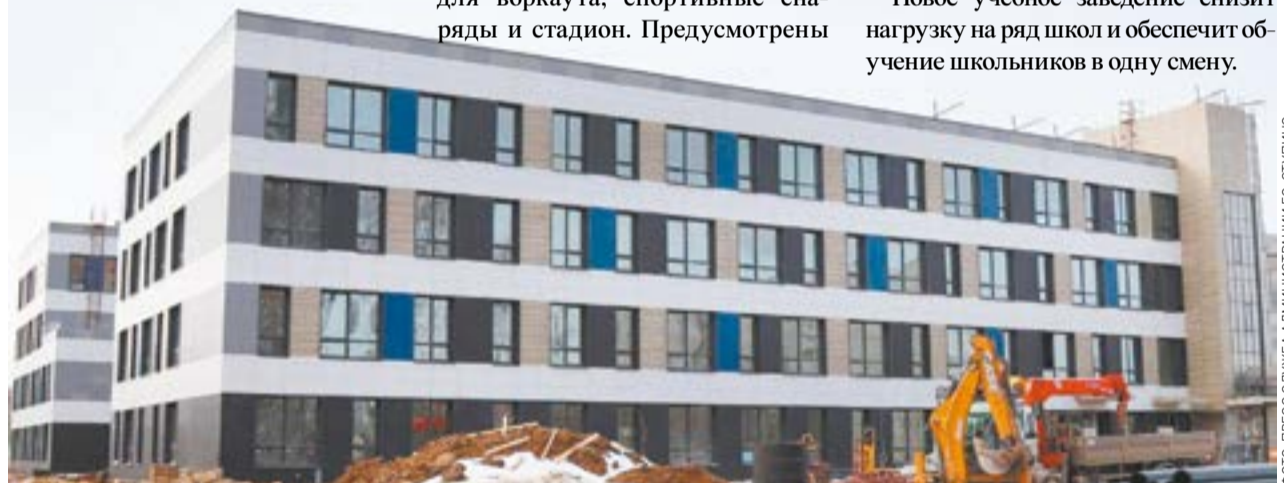 для воркаута, спортивные сна-
ряды и стадион. Предусмотрены
Новое учебное заведение снизит
нагрузку на ряд школ и обеспечит об-
учение школьников в одну смену.